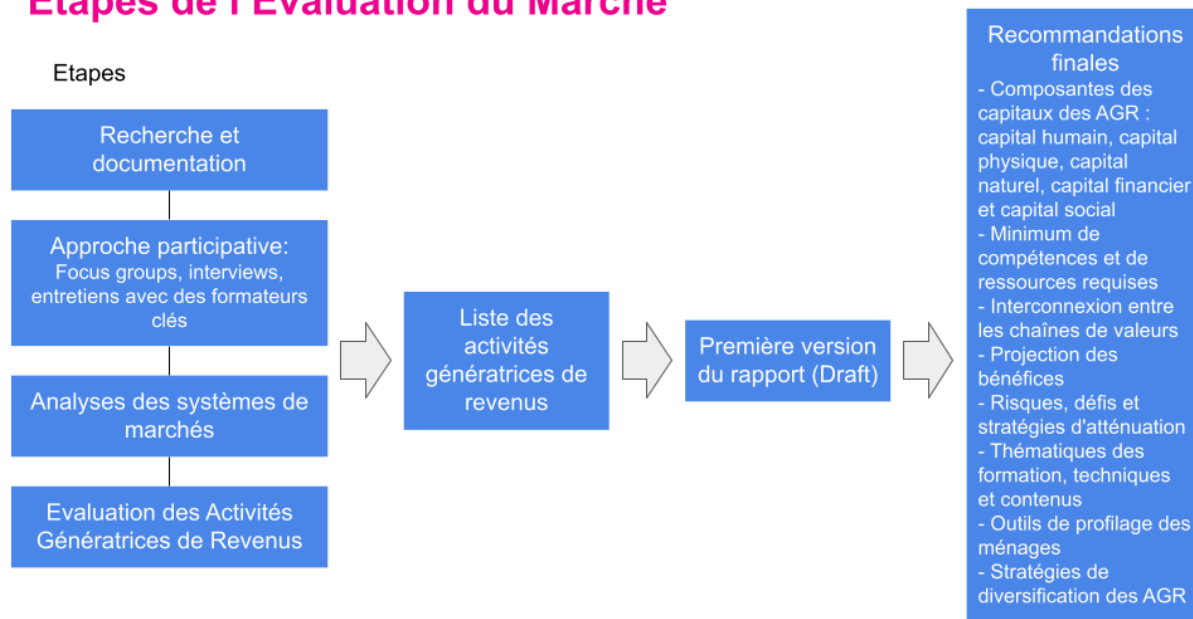 Etapes de l'Evaluation du Marché
Etapes
Recherche et
documentation
Approche participative:
Focus groups, interviews,
entretiens avec des formateurs
clés
Analyses des systèmes de
marchés
Evaluation des Activités
Génératrices de Revenus
Liste des
activités
génératrices de
revenus
Première version
du rapport (Draft)
Recommandations
finales
- Composantes des
capitaux des AGR :
capital humain, capital
physique, capital
naturel, capital financier
et capital social
- Minimum de
compétences et de
ressources requises
- Interconnexion entre
les chaînes de valeurs
- Projection des
bénéfices
- Risques, défis et
stratégies d'atténuation
- Thématiques des
formation, techniques
et contenus
- Outils de profilage des
ménages
- Stratégies de
diversification des AGR